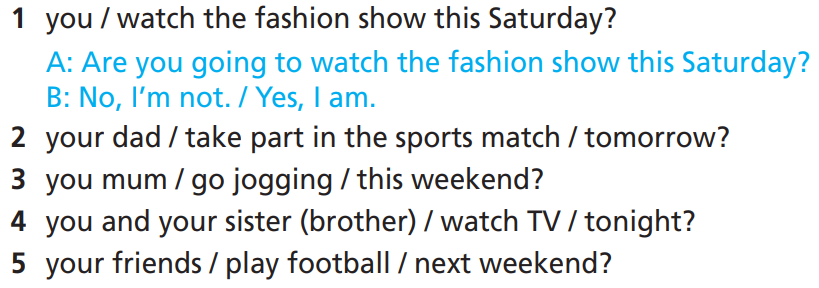 1 you / watch the fashion show this Saturday?
A: Are you going to watch the fashion show this Saturday?
B: No, I’m not. / Yes, I am.
2 your dad / take part in the sports match / tomorrow?
3 you mum / go jogging / this weekend?
4 you and your sister (brother) / watch TV / tonight?
5 your friends / play football / next weekend?